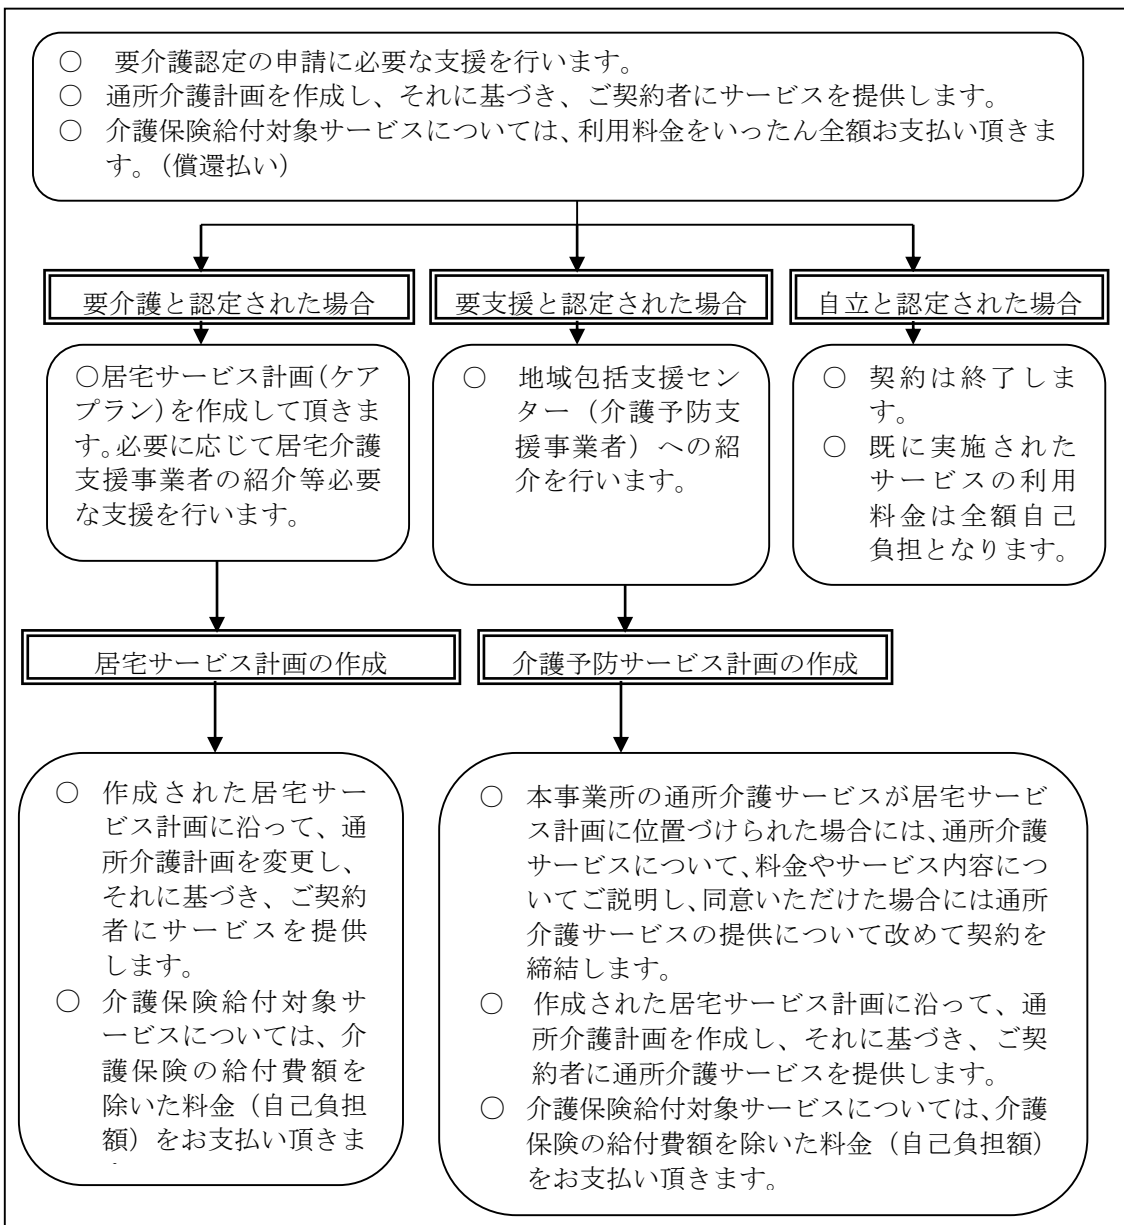 ○ 要介護認定の申請に必要な支援を行います。
○ 通所介護計画を作成し、それに基づき、ご契約者にサービスを提供します。
○ 介護保険給付対象サービスについては、利用料金をいったん全額お支払い頂きま
す。（償還払い）
要介護と認定された場合
要支援と認定された場合
自立と認定された場合
○居宅サービス計画（ケア
プラン）を作成して頂きま
す。必要に応じて居宅介護
支援事業者の紹介等必要
な支援を行います。
○ 地域包括支援セン
ター（介護予防支
援事業者）への紹
介を行います。
○ 契約は終了しま
す。
○ 既に実施された
サービスの利用
料金は全額自己
負担となります。
居宅サービス計画の作成
介護予防サービス計画の作成
○ 作成された居宅サー
ビス計画に沿って、通
所介護計画を変更し、
それに基づき、ご契約
者にサービスを提供
します。
○ 介護保険給付対象サ
ービスについては、介
護保険の給付費額を
除いた料金（自己負担
額）をお支払い頂きま
○ 本事業所の通所介護サービスが居宅サービ
ス計画に位置づけられた場合には、通所介護
サービスについて、料金やサービス内容につ
いてご説明し、同意いただけた場合には通所
介護サービスの提供について改めて契約を
締結します。
○ 作成された居宅サービス計画に沿って、通
所介護計画を作成し、それに基づき、ご契
約者に通所介護サービスを提供します。
○ 介護保険給付対象サービスについては、介護
保険の給付費額を除いた料金（自己負担額）
をお支払い頂きます。